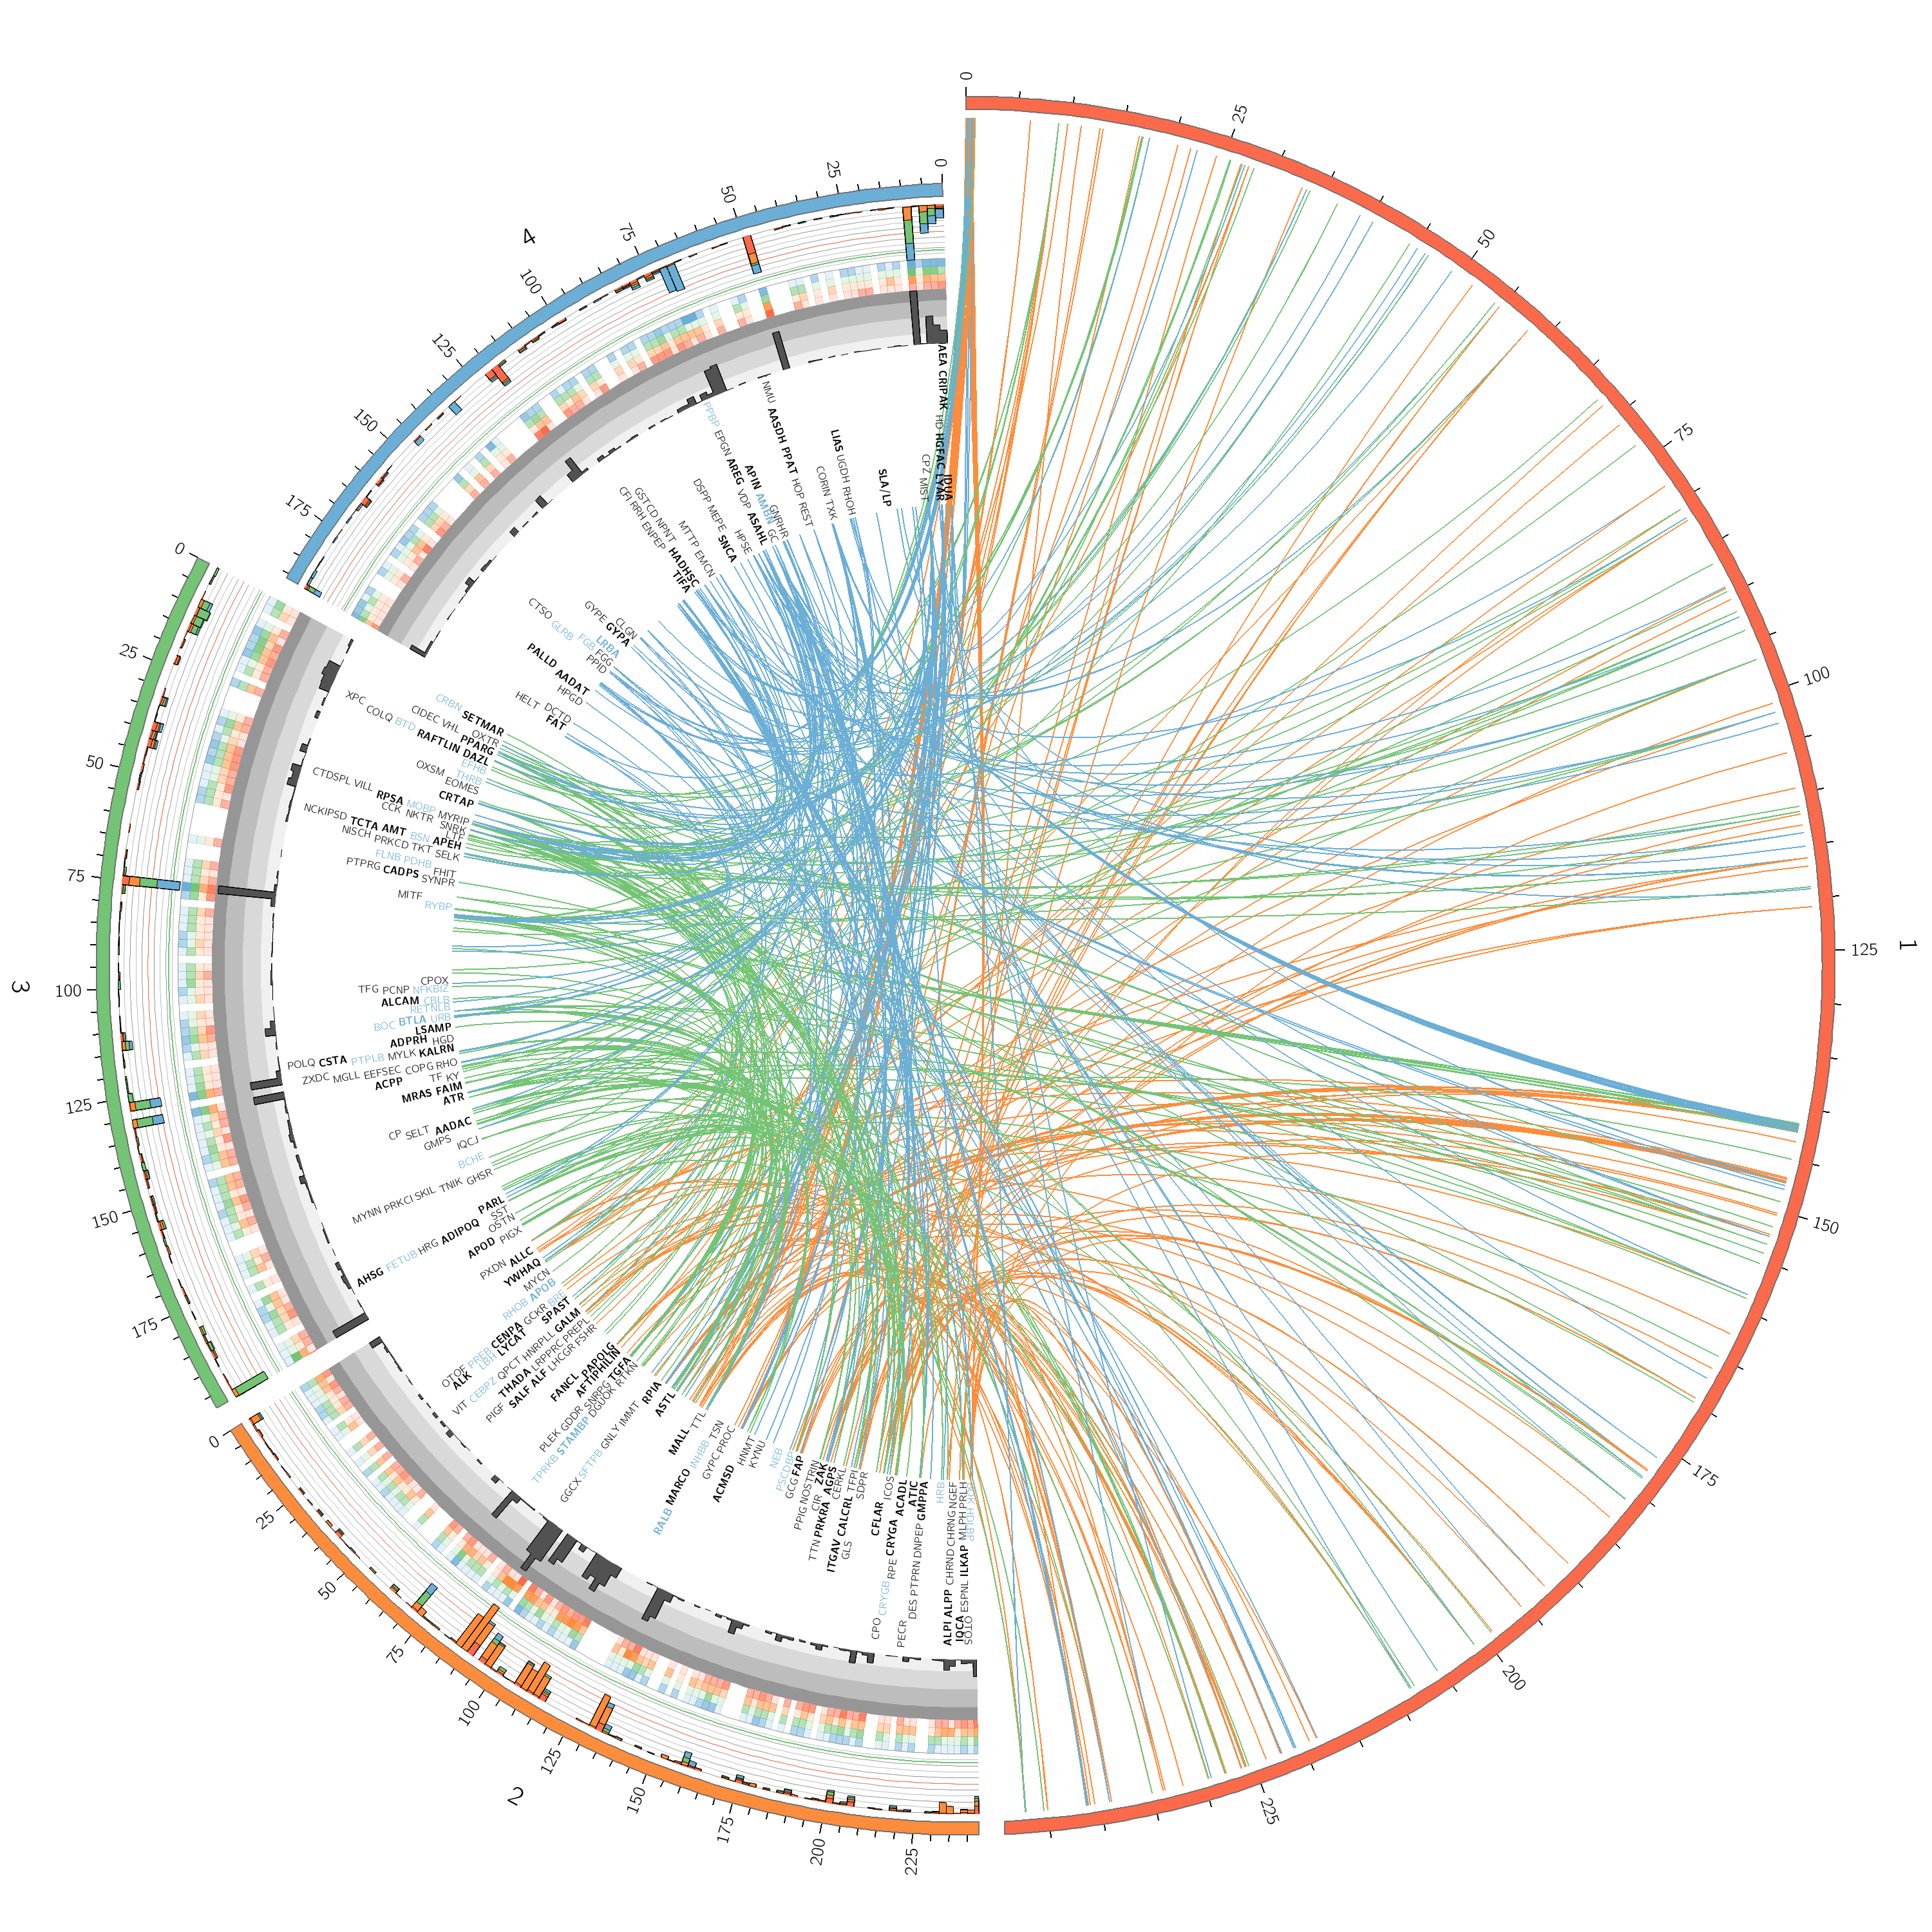 0
25
50
75
100
125
150
175
200
225
1
0
25
50
75
100
125
150
175
4
0
25
50
75
100
125
150
175
3
0
25
50
75
100
125
150
175
200
225
2
AEA CRIPAK
HD HGFAC LYAR
IDUA
CPZ MIST
SLA/LP
LIAS UGDH RHOH
CORIN TXK
NMU AASDH PPAT HOP REST
GNRHR
PPBP EPGN AREG VDP ASAHL GC
APIN AMBN
HPSE
DSPP MEPE SNCA
MTTP EMCN
GSTCD NPNT HADHSC
CFI RRH ENPEP TIFA
CLGN
GYPE GYPA
LRBA
CTSO GLRB FGB FGG
PPID
PALLD AADAT
HPGD
HELT DCTD
FAT
CRBN SETMAR
CIDEC VHL OXTR
XPC COLQ BTD PPARG
RAFTLIN DAZL
EFHB
THRB
OXSM EOMES
CRTAP
CTDSPL VILL RPSA MOBP MYRIP
CCK NKTR SNRK
LTF
NCKIPSD TCTA AMT BSN APEH
NISCH PRKCD TKT SELK
FLNB PDHB FHIT
PTPRG CADPS SYNPR
MITF
RYBP
CPOX
TFG PCNP NFKBIZ
ALCAM CBLB
RETNLB
BOC BTLA URB
LSAMP
ADPRH HGD
POLQ CSTA PTPLB MYLK KALRN
ZXDC MGLL EEFSEC COPG RHO
ACPP TF KY
MRAS FAIM
ATR
CP SELT AADAC
GMPS IQCJ
BCHE
MYNN PRKCI SKIL TNIK GHSR
PARL
AHSG FETUB HRG ADIPOQ SST
OSTN
APOD PIGX
PXDN ALLC
YWHAQ
MYCN
RHOB APOB
OTOF PREB CENPA GCKR BRE
ALK LBH LYCAT SPAST
VIT CEBPZ QPCT HNRPLL GALM
THADA LRPPRC PREPL
PIGF SALF ALF LHCGR FSHR
FANCL PAPOLG
AFTIPHILIN
PLEK GDDR SNRPG TGFA
TPRKB STAMBP DGUOK RTKN
GGCX SFTPB GNLY IMMT RPIA
ASTL
MALL TTL
RALB MARCO INHBB TSN
GYPC PROC
ACMSD HNMT
KYNU
NEB
PSCDBP
GCG FAP
PPIG NOSTRIN
CIR ZAK
TTN PRKRA AGPS
CERKL
ITGAV CALCRL TFPI
GLS SDPR
CFLAR ICOS
CPO CRYGB RPE CRYGA ACADL
PECR ATIC
DES PTPRN DNPEP GMPPA
HRB
ALPI ALPP CHRND CHRNG NGEF
IQCA ILKAP MLPH PRLH
OTOS ESPNL HDLBP